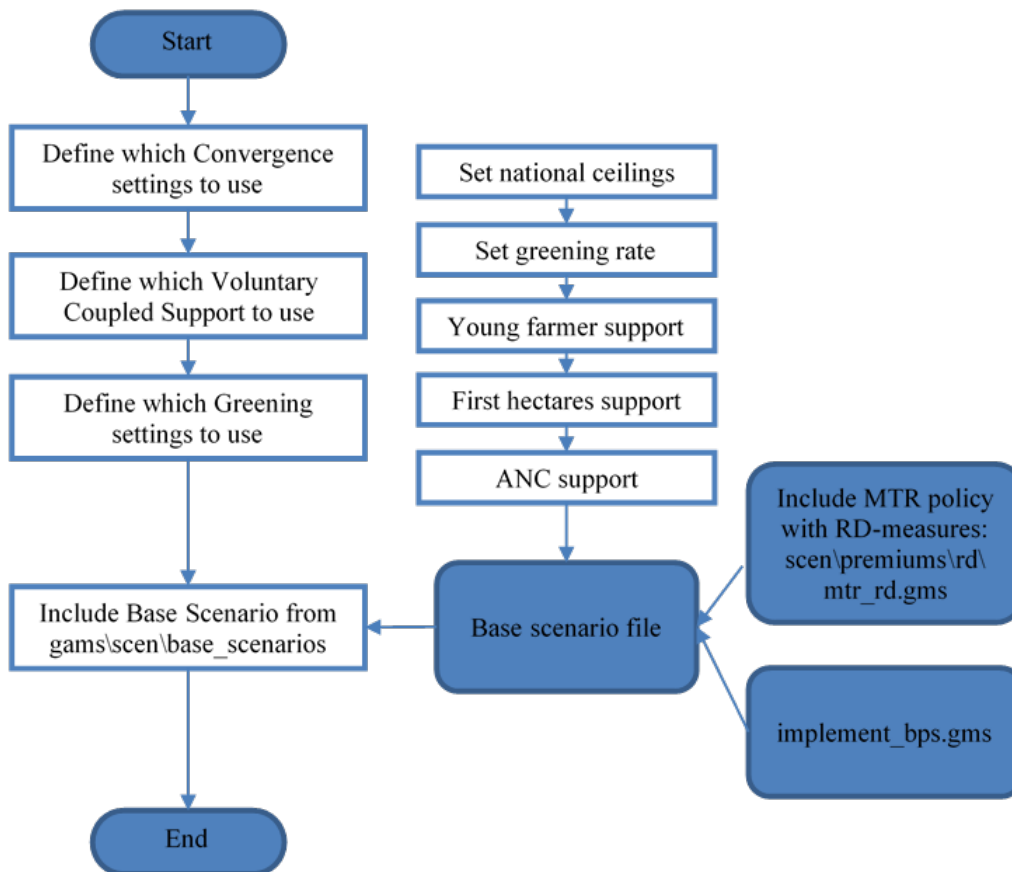 Start
Define which Convergence
settings to use
Define which Voluntary
Coupled Support to use
Define which Greening
settings to use
Include Base Scenario from
gams\scen\base_scenarios
End
Set national ceilings
Set greening rate
Young farmer support
First hectares support
ANC support
Base scenario file
Include MTR policy
with RD-measures:
scen\premiums\rd\
mtr_rd.gms
implement_bps.gms